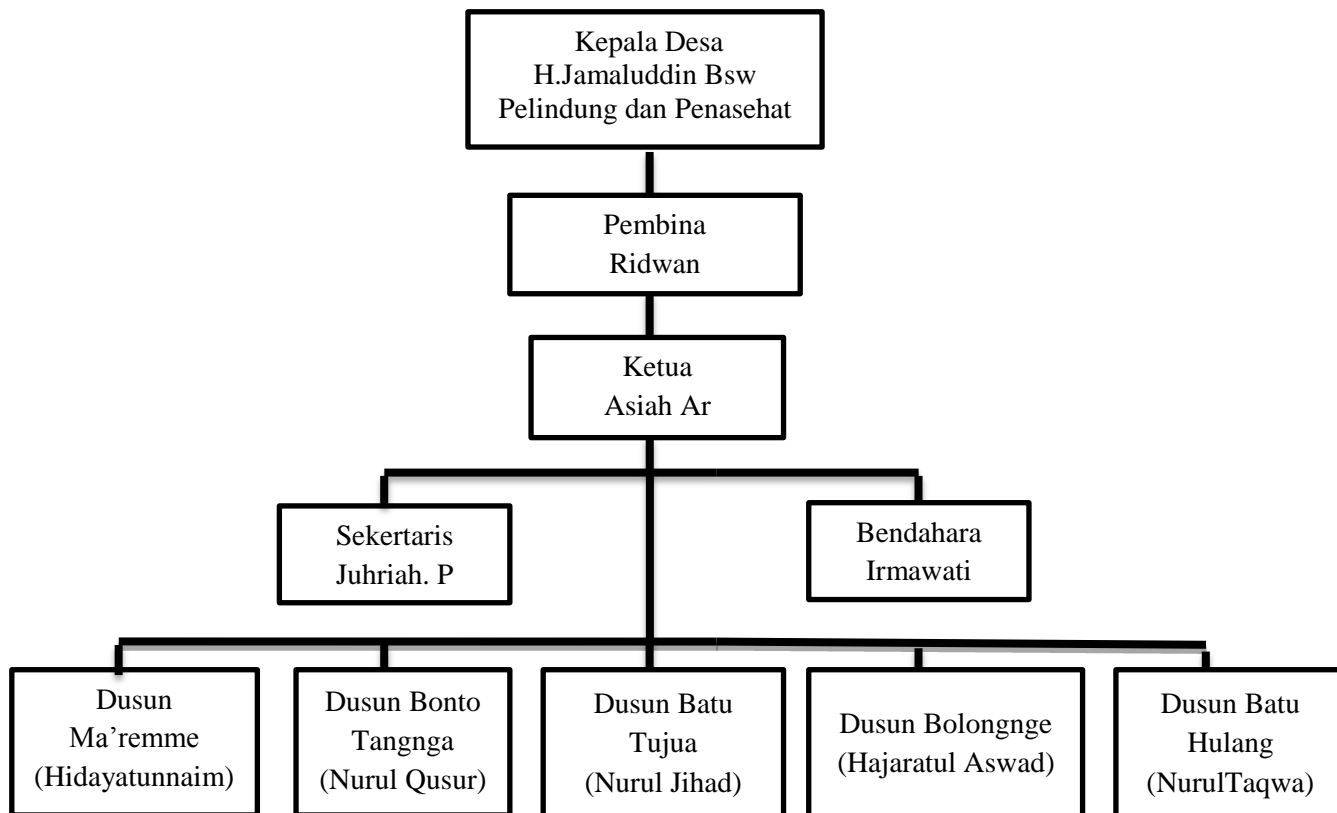 Kepala Desa
H.Jamaluddin Bsw
Pelindung dan Penasehat
Pembina
Ridwan
Ketua
Asiah Ar
Sekertaris
Juhriah. P
Bendahara
Irmawati
Dusun
Ma’remme
(Hidayatunnaim)
Dusun Bonto
Tangnga
(Nurul Qusur)
Dusun Batu
Tujua
(Nurul Jihad)
Dusun Bolongnge
(Hajaratul Aswad)
Dusun Batu
Hulang
(NurulTaqwa)